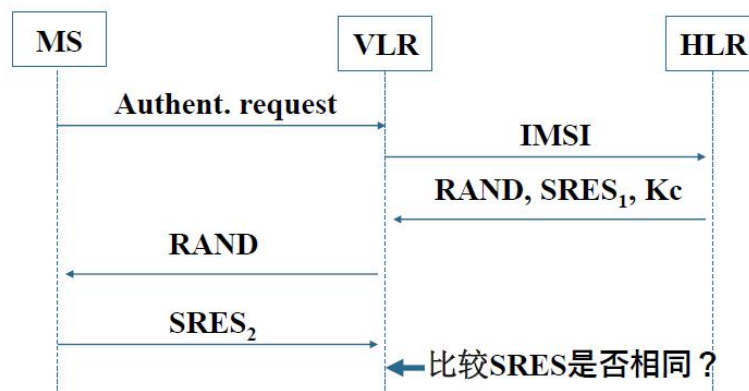 MS
VLR
HLR
Authent. request
IMSI
RAND, SRES₁, Kc
RAND
SRES₂
比较SRES是否相同？